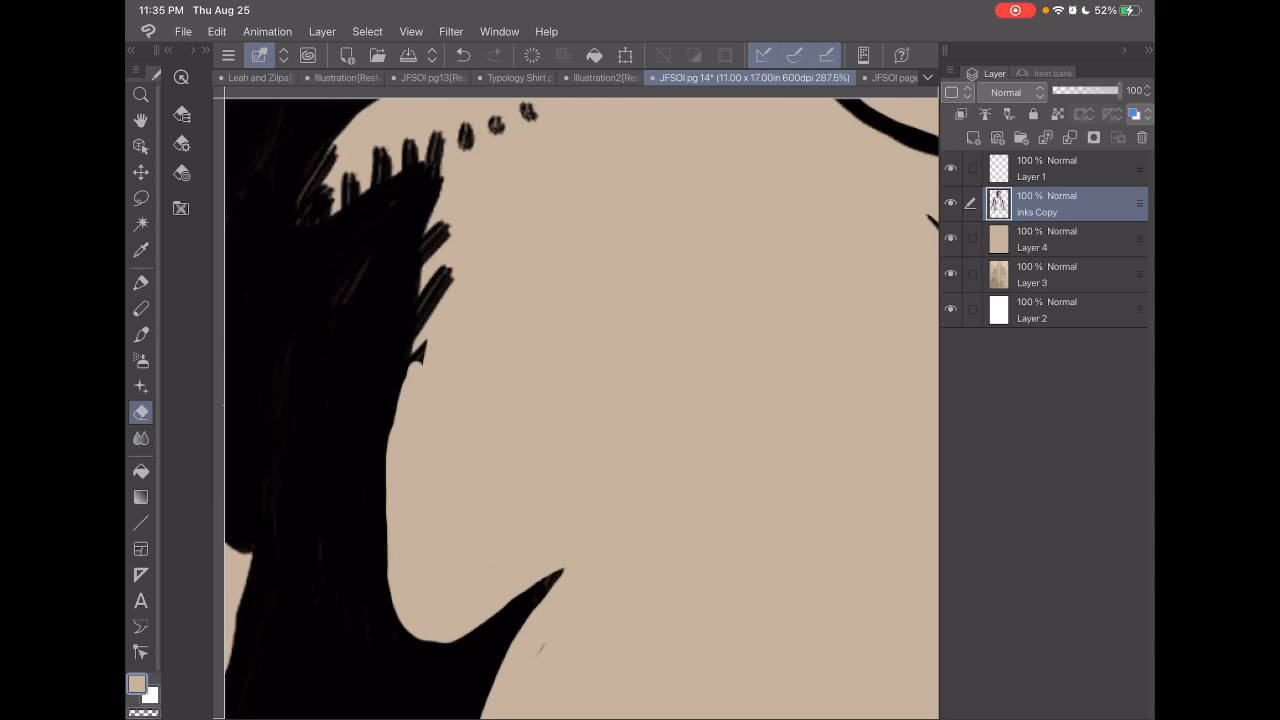 11:35 PM Thu Aug 25
52%
File Edit Animation Layer Select View Filter Window Help
Leah and Zilpa[ Illustration[Rest JFSOI pg13[Re Typology Shirt. Illustration2[Res JFSOI pg 14* (11.00 x 17.00in 600dpi 287.5%) JFSOI page
Layer Item bank
Normal 100
100 % Normal
Layer 1
100 % Normal
inks Copy
100 % Normal
Layer 4
100 % Normal
Layer 3
100 % Normal
Layer 2